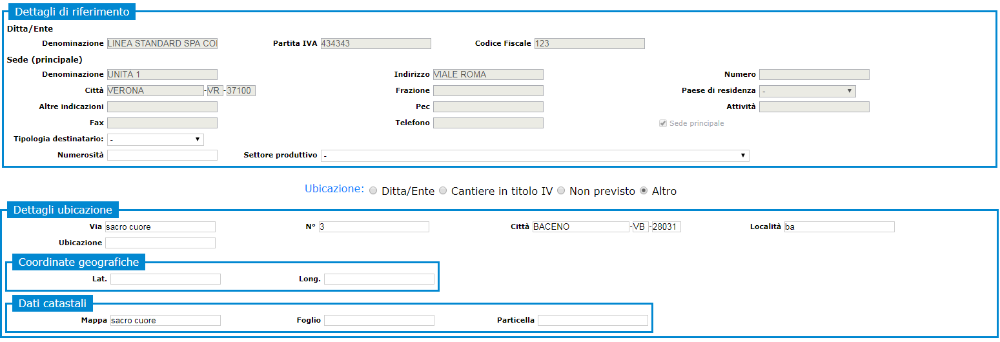 Dettagli di riferimento
Ditta/Ente
Denominazione LINEA STANDARD SPA Partita IVA 434343 Codice Fiscale 123
Sede (principale)
Denominazione UNITÀ 1 Indirizzo VIALE ROMA Numero
Città VERONA -VR -37100 Frazione Paese di residenza -
Altre indicazioni Pec Attività
Fax Telefono Sede principale
Tipologia destinatario: -
Numerosità Settore produttivo -
Ubicazione: Ditta/Ente Cantiere in titolo IV Non previsto Altro
Dettagli ubicazione
Via sacro cuore N° 3 Città BACENO -VB -28031 Località ba
Ubicazione
Coordinate geografiche
Lat. Long.
Dati catastali
Mappa sacro cuore Foglio Particella